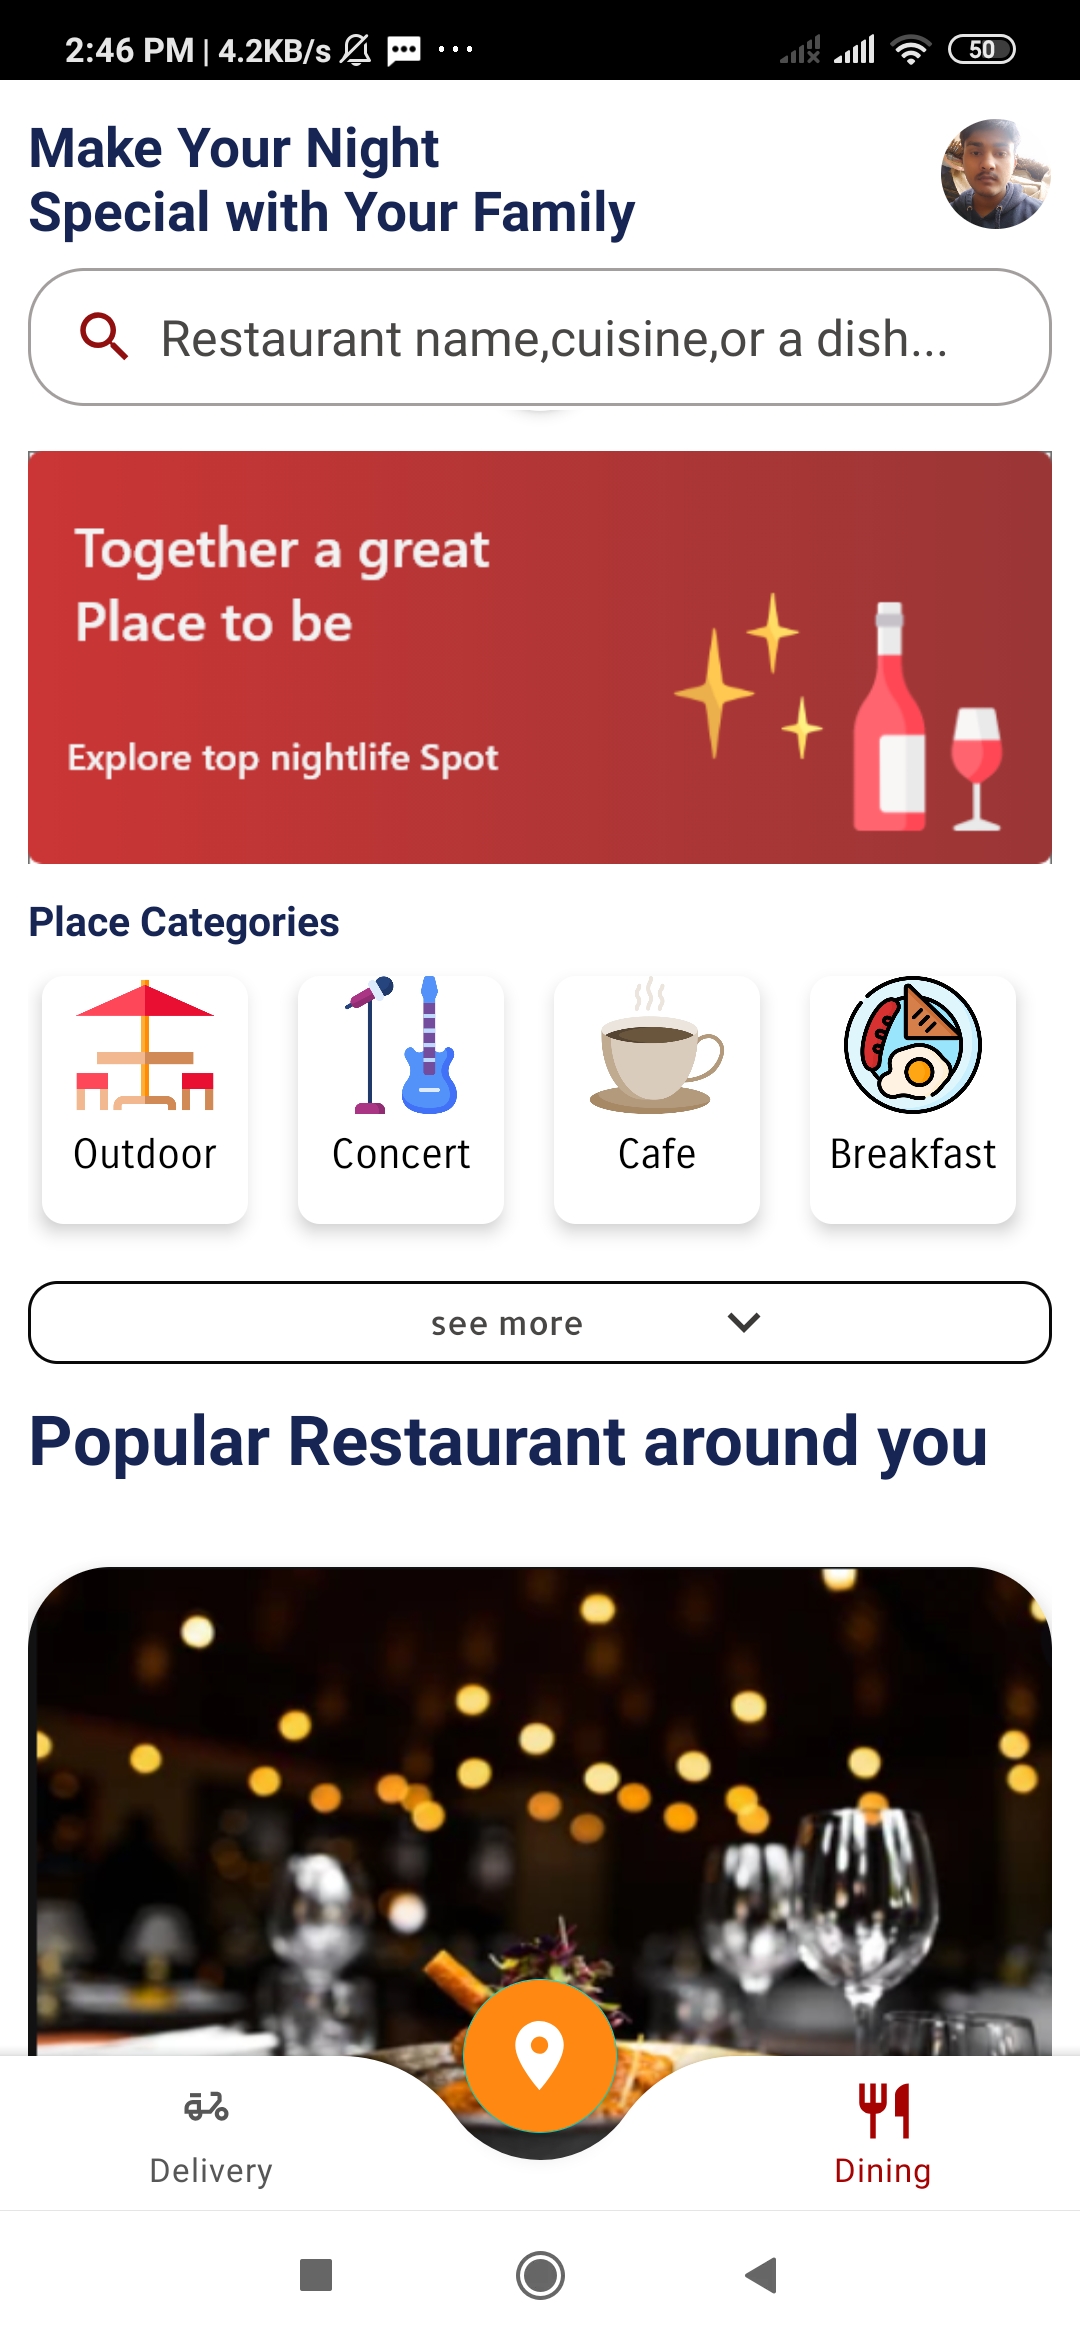 2:46 PM | 4.2KB/s ... 50
Make Your Night
Special with Your Family
Restaurant name,cuisine,or a dish...
Together a great
Place to be
Explore top nightlife Spot
Place Categories
Outdoor Concert Cafe Breakfast
see more
Popular Restaurant around you
Delivery Dining